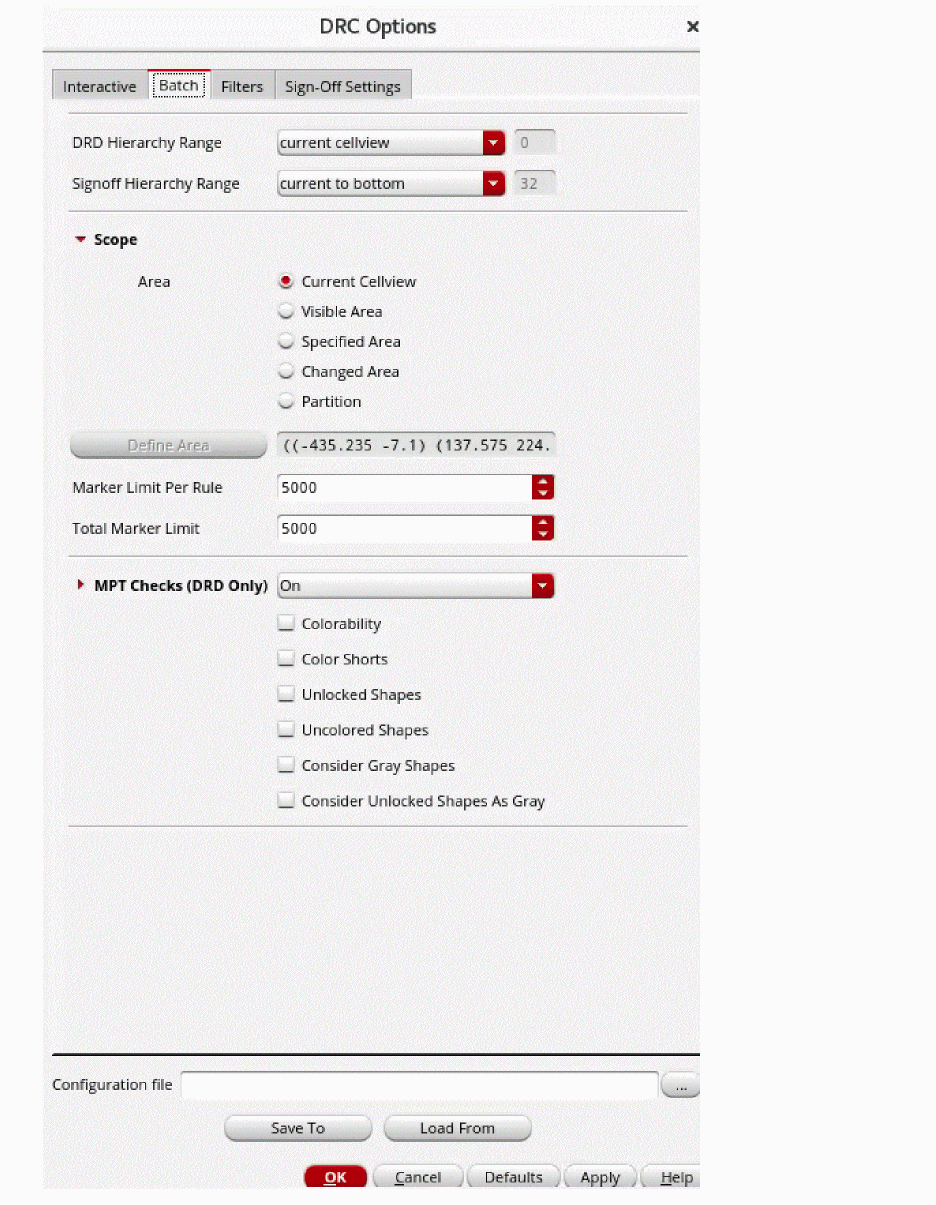 DRC Options
Interactive Batch Filters Sign-Off Settings
DRD Hierarchy Range current cellview 0
Signoff Hierarchy Range current to bottom 32
Scope
Area Current Cellview
Visible Area
Specified Area
Changed Area
Partition
Define Area ((-435.235 -7.1) (137.575 224.
Marker Limit Per Rule 5000
Total Marker Limit 5000
MPT Checks (DRD Only) On
Colorability
Color Shorts
Unlocked Shapes
Uncolored Shapes
Consider Gray Shapes
Consider Unlocked Shapes As Gray
Configuration file ...
Save To Load From
OK Cancel Defaults Apply Help